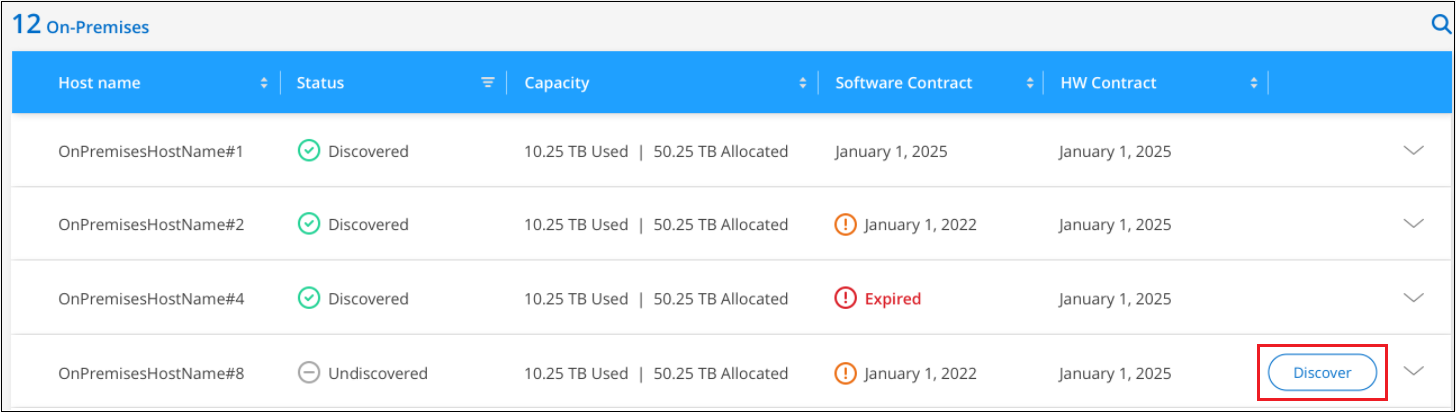 12 On-Premises
Host name Status Capacity Software Contract HW Contract
OnPremisesHostName#1 Discovered 10.25 TB Used | 50.25 TB Allocated January 1, 2025 January 1, 2025
OnPremisesHostName#2 Discovered 10.25 TB Used | 50.25 TB Allocated January 1, 2022 January 1, 2025
OnPremisesHostName#4 Discovered 10.25 TB Used | 50.25 TB Allocated Expired January 1, 2025
OnPremisesHostName#8 Undiscovered 10.25 TB Used | 50.25 TB Allocated January 1, 2022 January 1, 2025 Discover